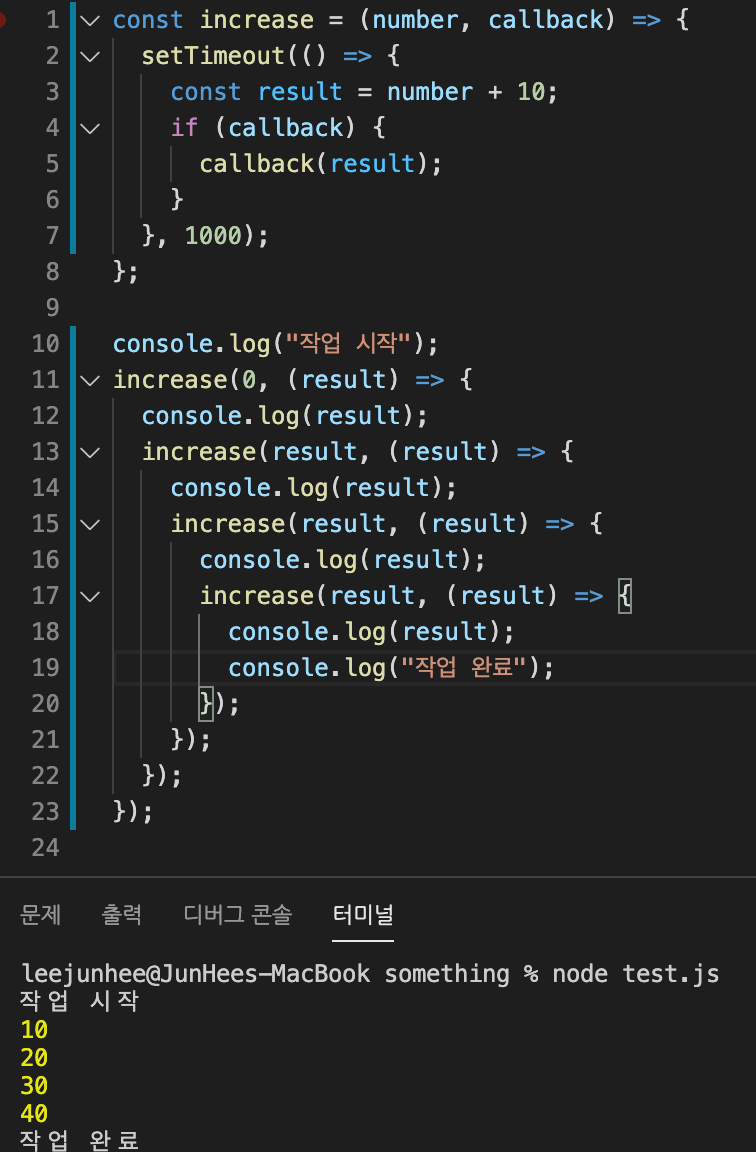 1 const increase = (number, callback) => {
2 setTimeout(() => {
3 const result = number + 10;
4 if (callback) {
5 callback(result);
6 }
7 }, 1000);
8 };
9
10 console.log("작업 시작");
11 increase(0, (result) => {
12 console.log(result);
13 increase(result, (result) => {
14 console.log(result);
15 increase(result, (result) => {
16 console.log(result);
17 increase(result, (result) => {
18 console.log(result);
19 console.log("작업 완료");
20 });
21 });
22 });
23 });
24
문제 출력 디버그 콘솔 터미널
leejunhee@JunHees-MacBook something % node test.js
작업 시작
10
20
30
40
작업 완료